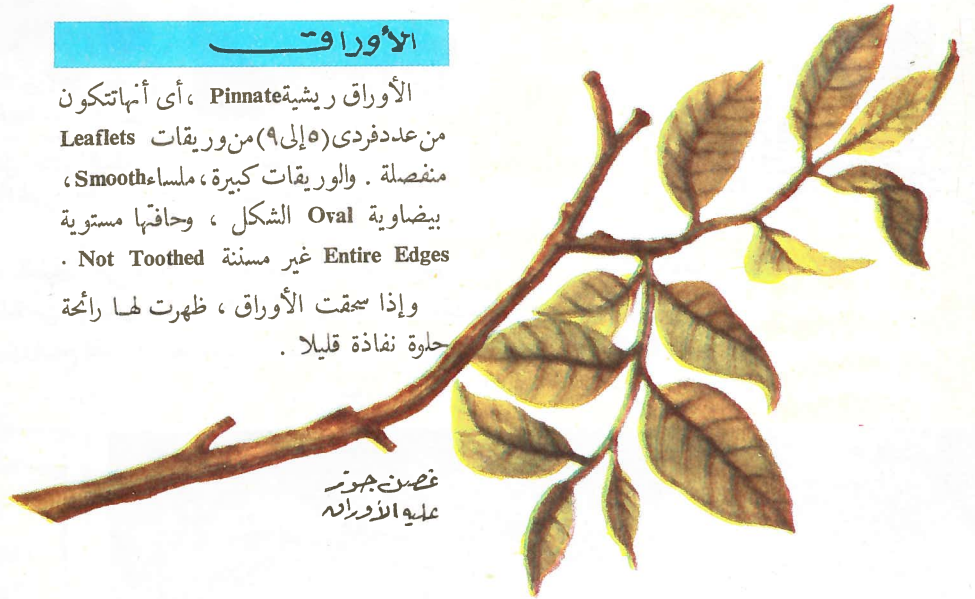 الأوراق
الأوراق ريشية Pinnate ، أى أنها تتكون
من عدد فردى (٥ إلى ٩) من وريقات Leaflets
منفصلة . والوريقات كبيرة ، ملساء Smooth ،
بيضاوية Oval الشكل ، وحافتها مستوية
Entire Edges غير مسننة Not Toothed .
وإذا سحقت الأوراق ، ظهرت لها رائحة
حلوة نفاذة قليلا .
غصن جوز
عليه الأوراق